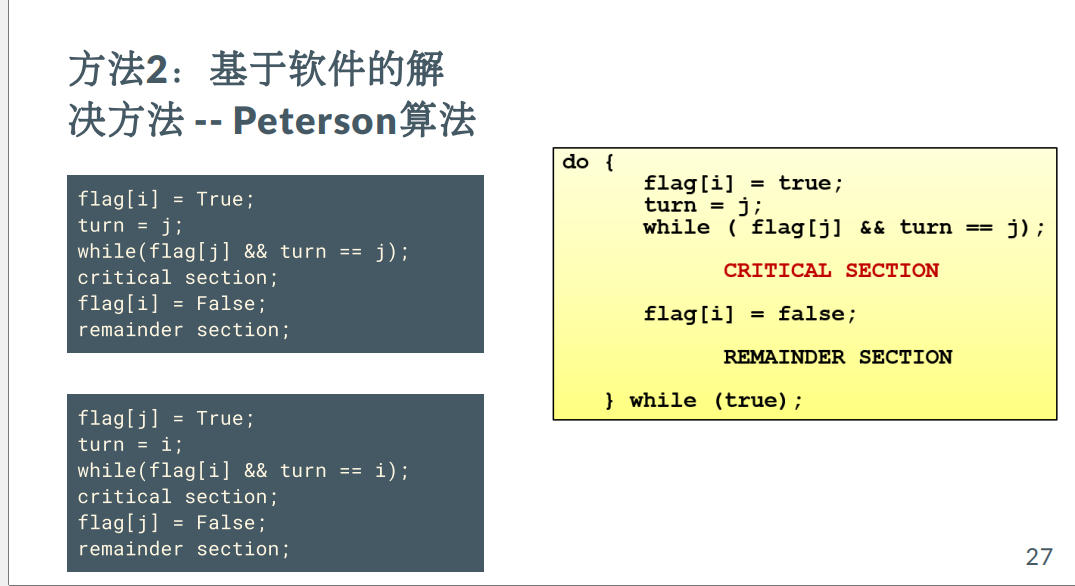 方法2：基于软件的解
决方法 -- Peterson算法
flag[i] = True;
turn = j;
while(flag[j] && turn == j);
critical section;
flag[i] = False;
remainder section;
flag[j] = True;
turn = i;
while(flag[i] && turn == i);
critical section;
flag[j] = False;
remainder section;
do {
flag[i] = true;
turn = j;
while ( flag[j] && turn == j);
CRITICAL SECTION
flag[i] = false;
REMAINDER SECTION
} while (true);
27